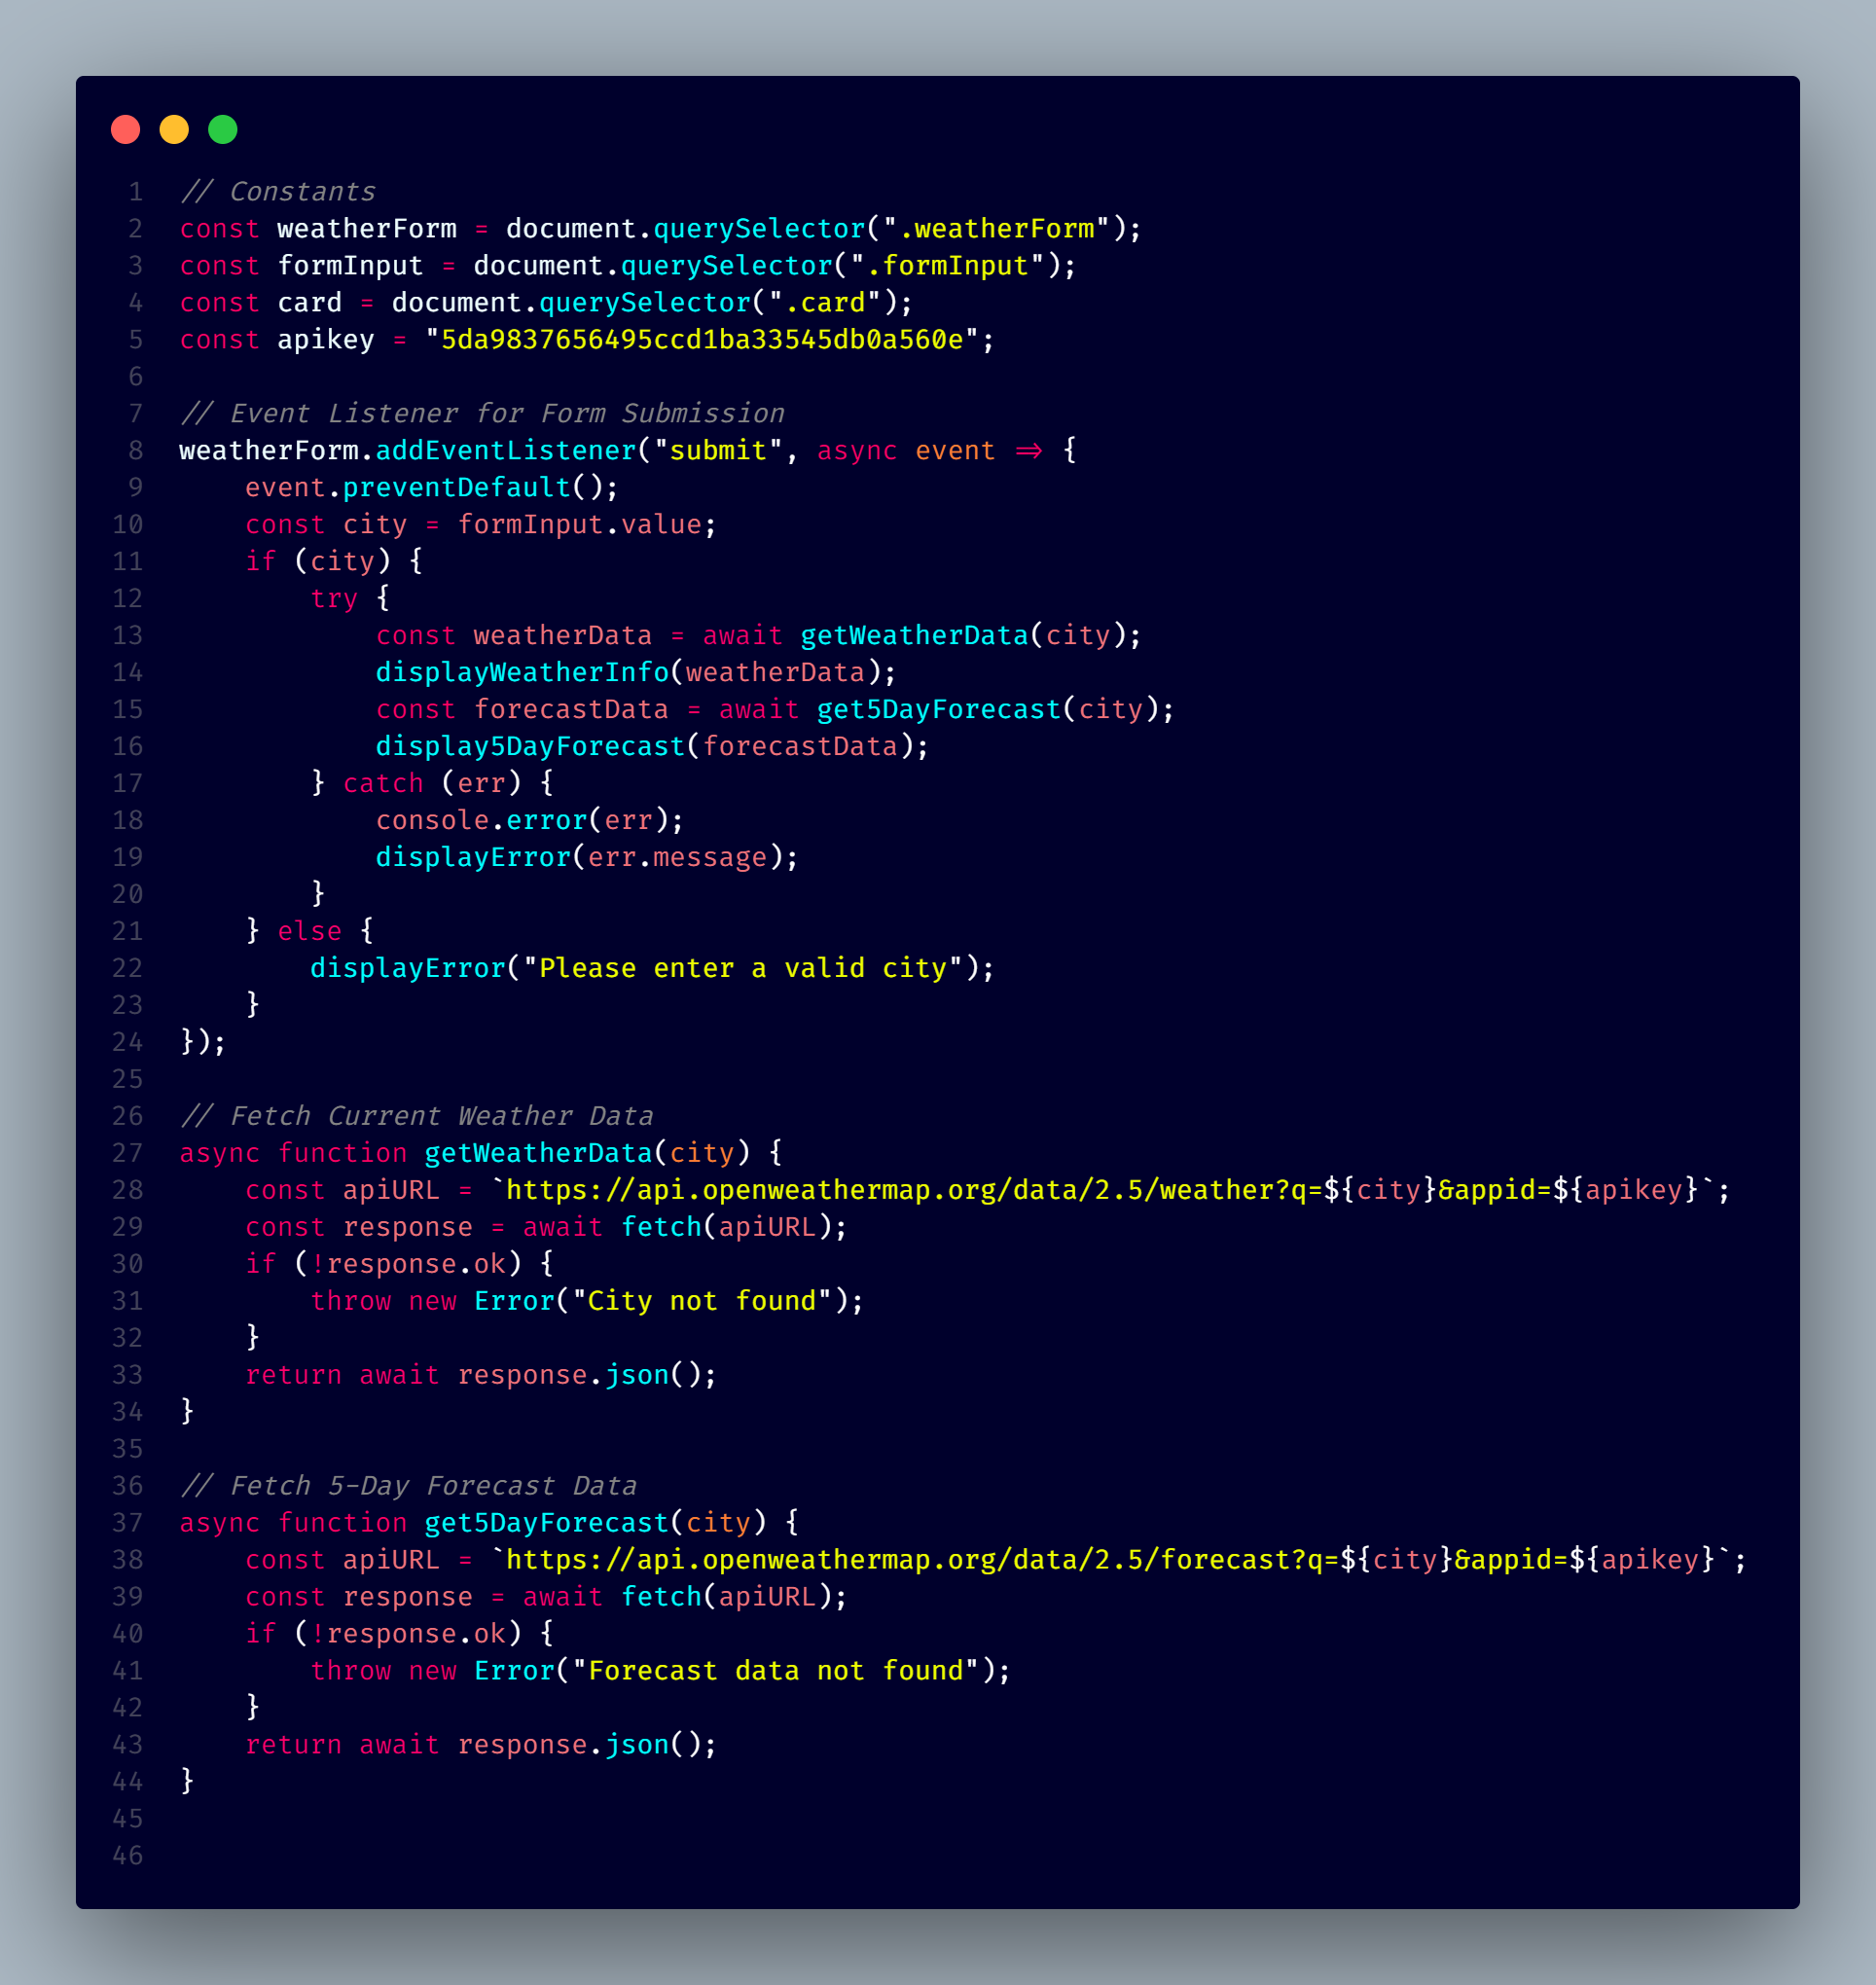 1 // Constants
2 const weatherForm = document.querySelector(".weatherForm");
3 const formInput = document.querySelector(".formInput");
4 const card = document.querySelector(".card");
5 const apikey = "5da9837656495ccd1ba33545db0a560e";
6
7 // Event Listener for Form Submission
8 weatherForm.addEventListener("submit", async event => {
9     event.preventDefault();
10     const city = formInput.value;
11     if (city) {
12         try {
13             const weatherData = await getWeatherData(city);
14             displayWeatherInfo(weatherData);
15             const forecastData = await get5DayForecast(city);
16             display5DayForecast(forecastData);
17         } catch (err) {
18             console.error(err);
19             displayError(err.message);
20         }
21     } else {
22         displayError("Please enter a valid city");
23     }
24 });
25
26 // Fetch Current Weather Data
27 async function getWeatherData(city) {
28     const apiURL = `https://api.openweathermap.org/data/2.5/weather?q=${city}&appid=${apikey}`;
29     const response = await fetch(apiURL);
30     if (!response.ok) {
31         throw new Error("City not found");
32     }
33     return await response.json();
34 }
35
36 // Fetch 5-Day Forecast Data
37 async function get5DayForecast(city) {
38     const apiURL = `https://api.openweathermap.org/data/2.5/forecast?q=${city}&appid=${apikey}`;
39     const response = await fetch(apiURL);
40     if (!response.ok) {
41         throw new Error("Forecast data not found");
42     }
43     return await response.json();
44 }
45
46